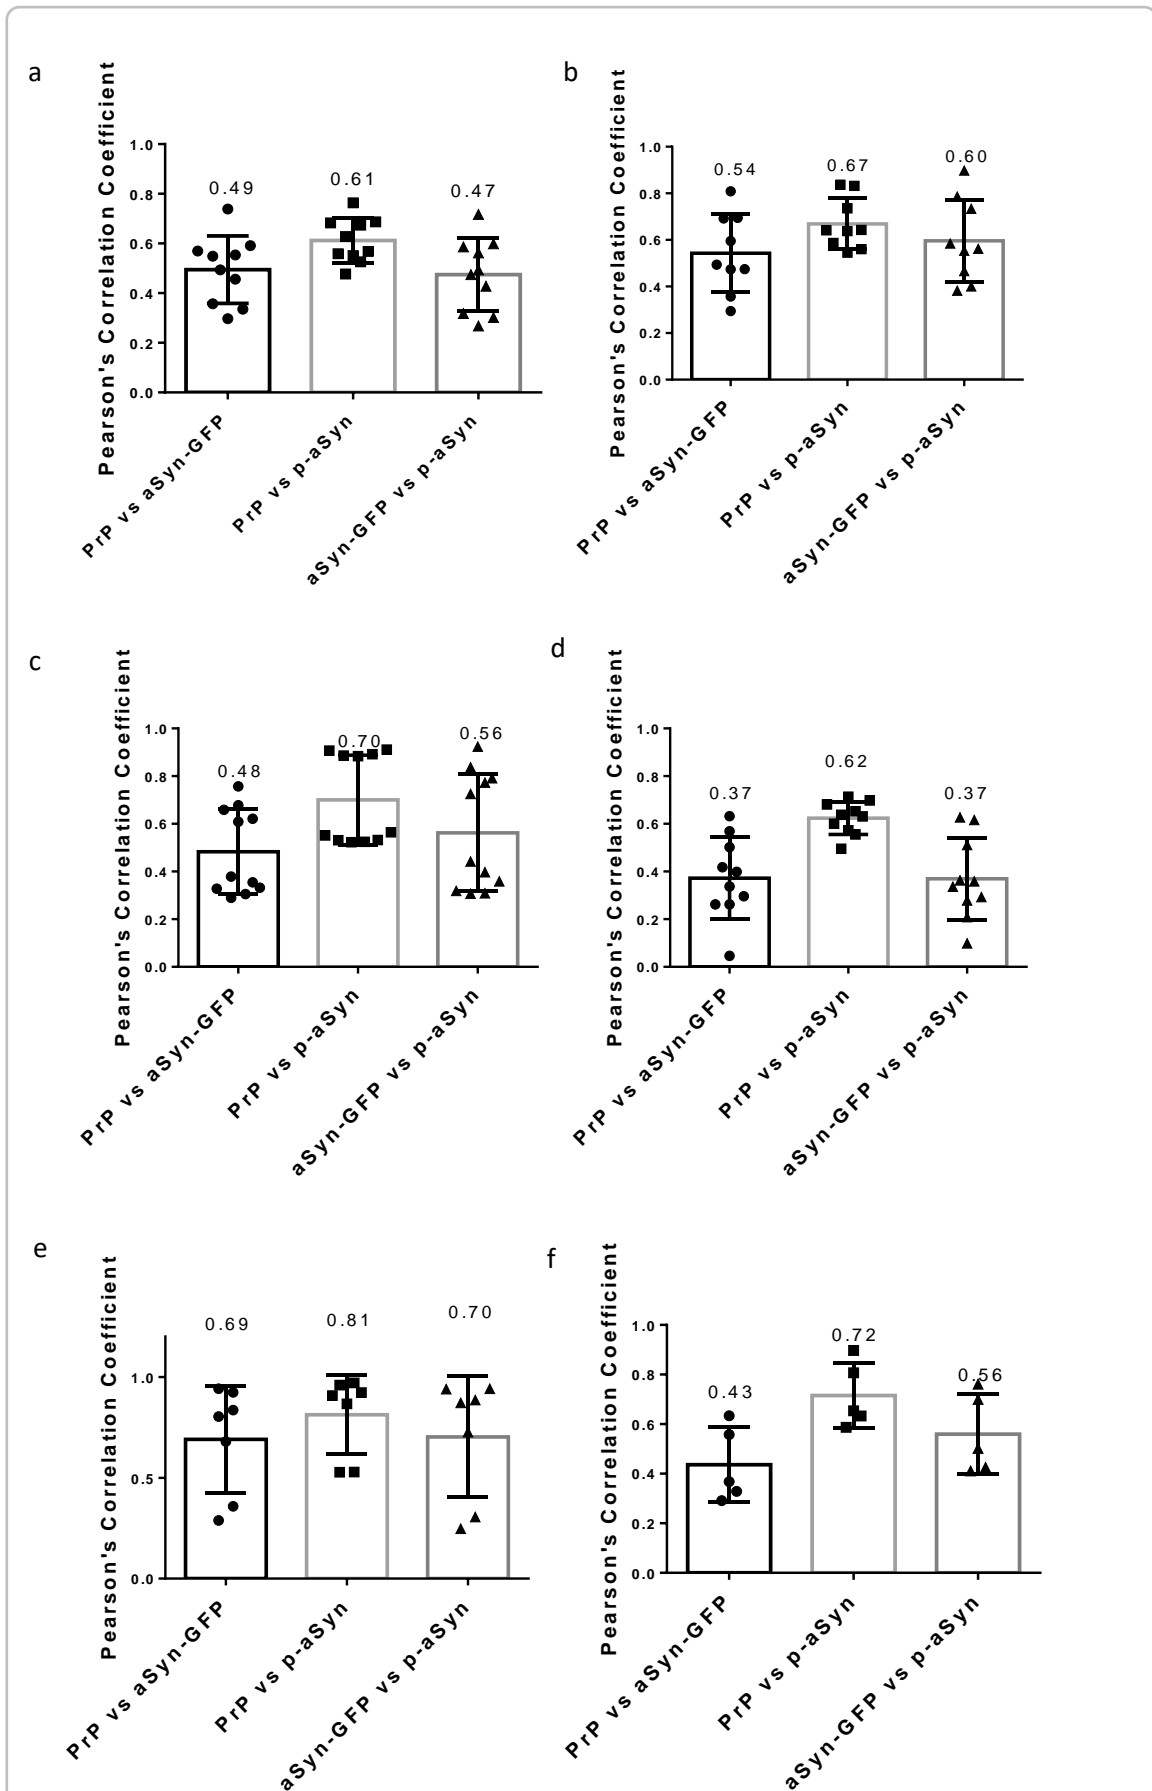 a
Pearson's Correlation Coefficient
1.0
0.8
0.6
0.4
0.2
0.0
0.49
0.61
0.47
PrP vs aSyn-GFP
PrP vs p-aSyn
aSyn-GFP vs p-aSyn
b
Pearson's Correlation Coefficient
1.0
0.8
0.6
0.4
0.2
0.0
0.54
0.67
0.60
PrP vs aSyn-GFP
PrP vs p-aSyn
aSyn-GFP vs p-aSyn
c
Pearson's Correlation Coefficient
1.0
0.8
0.6
0.4
0.2
0.0
0.48
0.70
0.56
PrP vs aSyn-GFP
PrP vs p-aSyn
aSyn-GFP vs p-aSyn
d
Pearson's Correlation Coefficient
1.0
0.8
0.6
0.4
0.2
0.0
0.37
0.62
0.37
PrP vs aSyn-GFP
PrP vs p-aSyn
aSyn-GFP vs p-aSyn
e
Pearson's Correlation Coefficient
1.0
0.5
0.0
0.69
0.81
0.70
PrP vs aSyn-GFP
PrP vs p-aSyn
aSyn-GFP vs p-aSyn
f
Pearson's Correlation Coefficient
1.0
0.8
0.6
0.4
0.2
0.0
0.43
0.72
0.56
PrP vs aSyn-GFP
PrP vs p-aSyn
aSyn-GFP vs p-aSyn